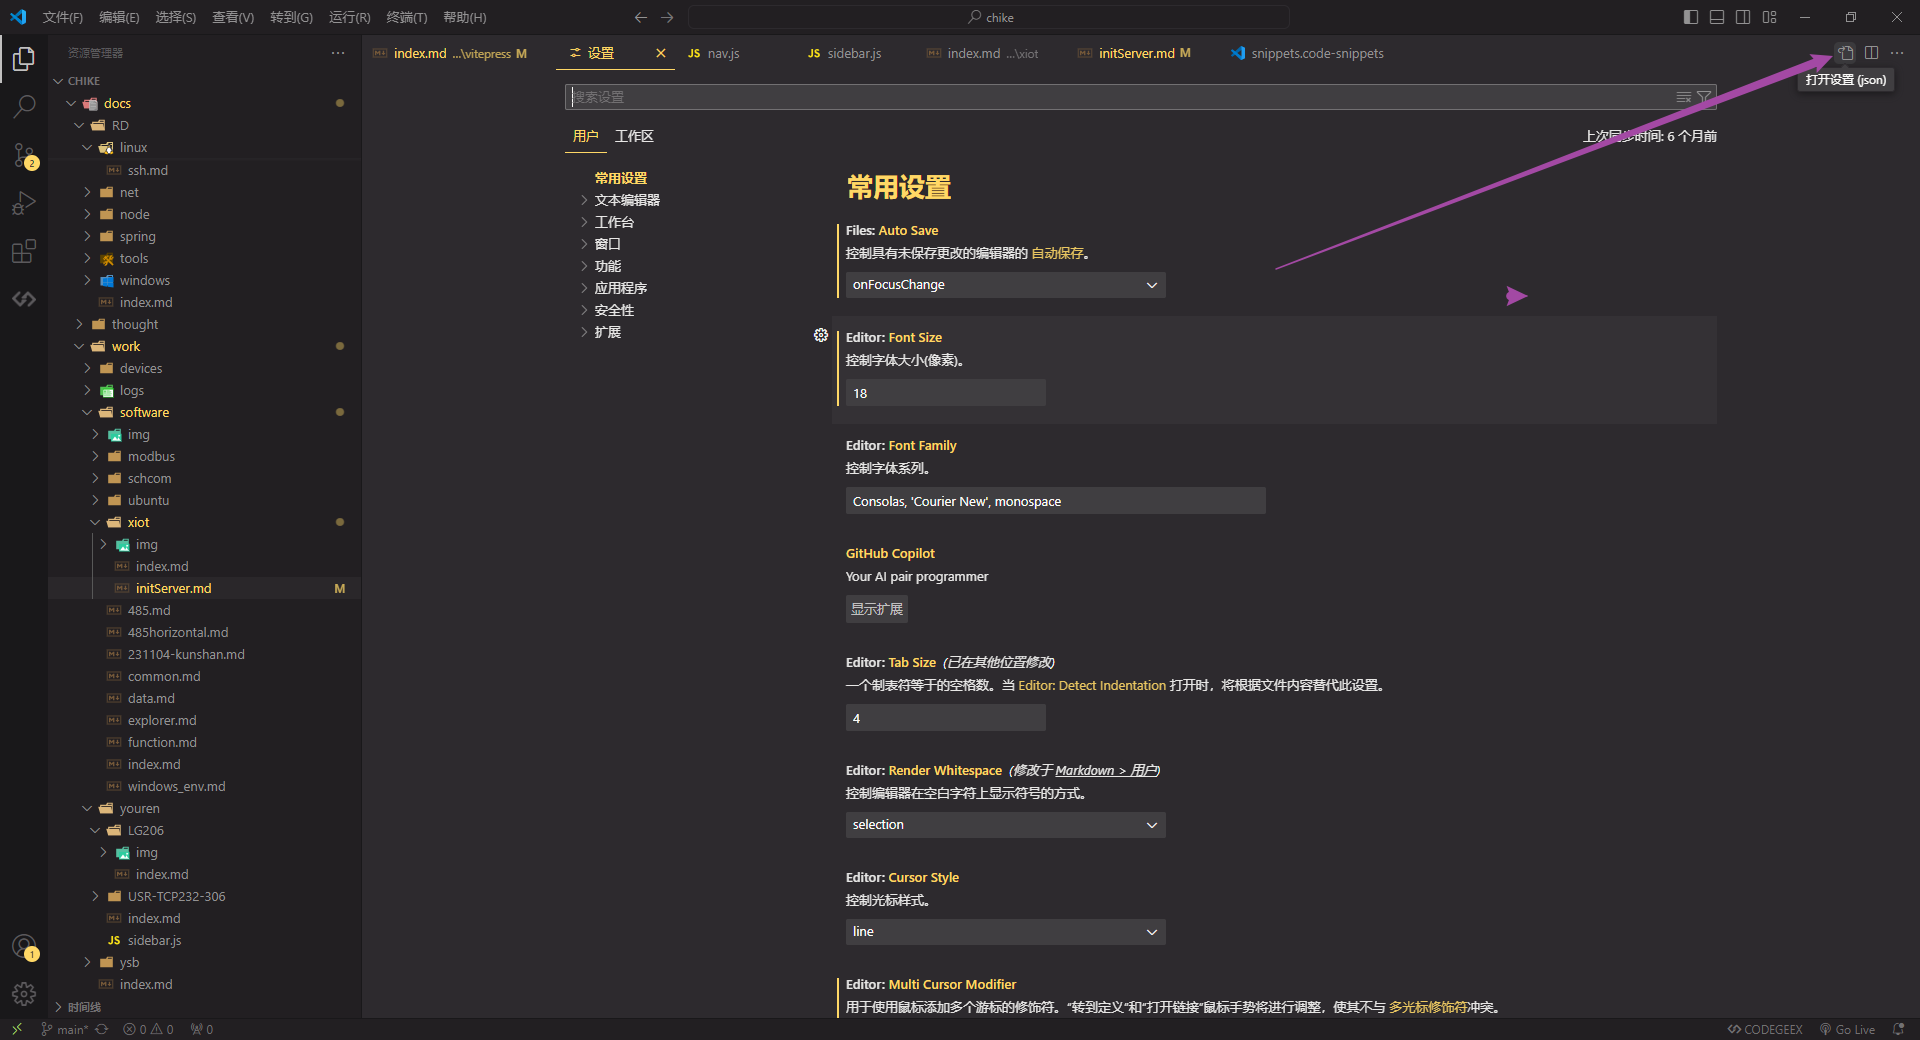 文件(F) 编辑(E) 选择(S) 查看(V) 转到(G) 运行(R) 终端(T) 帮助(H)
chike
资源管理器
CHIKE
docs
RD
linux
ssh.md
net
node
spring
tools
windows
index.md
thought
work
devices
logs
software
img
modbus
schcom
ubuntu
xiot
img
index.md
initServer.md M
485.md
485horizontal.md
231104-kunshan.md
common.md
data.md
explorer.md
function.md
index.md
windows_env.md
youren
LG206
img
index.md
USR-TCP232-306
index.md
JS sidebar.js
ysb
index.md
时间线
2
1
index.md ...\vitepress M
设置
JS nav.js
JS sidebar.js
index.md ...\xiot
initServer.md M
snippets.code-snippets
打开设置 (json)
搜索设置
用户 工作区
上次同步时间: 6 个月前
常用设置
文本编辑器
工作台
窗口
功能
应用程序
安全性
扩展
常用设置
Files: Auto Save
控制具有未保存更改的编辑器的 自动保存。
onFocusChange
Editor: Font Size
控制字体大小(像素)。
18
Editor: Font Family
控制字体系列。
Consolas, 'Courier New', monospace
GitHub Copilot
Your AI pair programmer
显示扩展
Editor: Tab Size (已在其他位置修改)
一个制表符等于的空格数。当 Editor: Detect Indentation 打开时，将根据文件内容替代此设置。
4
Editor: Render Whitespace (修改于 Markdown > 用户)
控制编辑器在空白字符上显示符号的方式。
selection
Editor: Cursor Style
控制光标样式。
line
Editor: Multi Cursor Modifier
用于使用鼠标添加多个游标的修饰符。“转到定义”和“打开链接”鼠标手势将进行调整，使其不与 多光标修饰符冲突。
main* 0 0 0
CODEGEEX Go Live